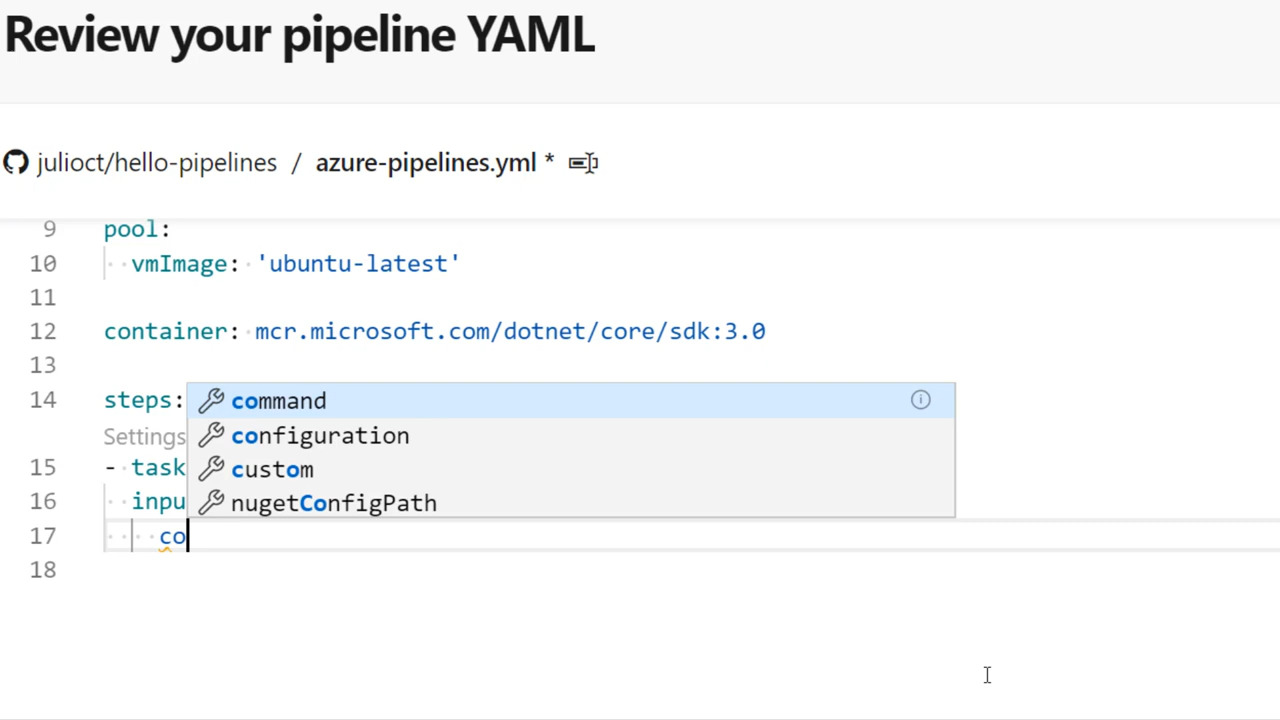 Review your pipeline YAML
julioct/hello-pipelines / azure-pipelines.yml *
9 pool:
10 vmImage: 'ubuntu-latest'
11
12 container: mcr.microsoft.com/dotnet/core/sdk:3.0
13
14 steps:
command
Settings
configuration
15 - task
custom
16 inpu
nugetConfigPath
17 co
18